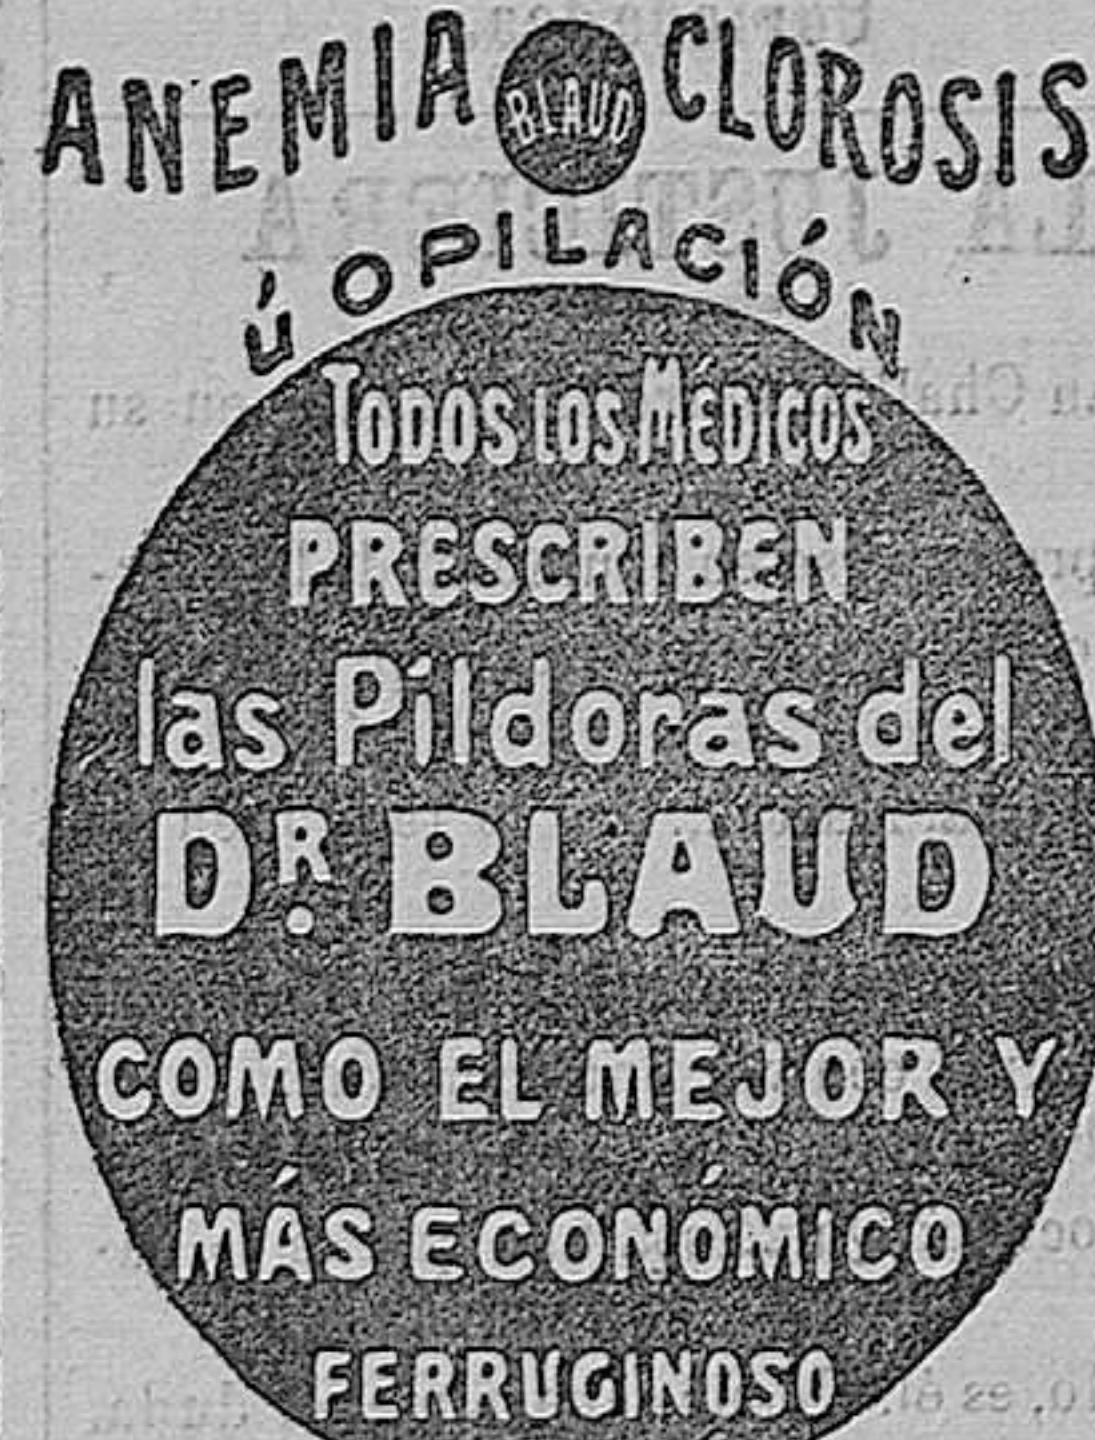 ANEMIA BLAUD CLOROSIS
Ú OPILACIÓN
TODOS LOS MÉDICOS
PRESCRIBEN
las Píldoras del
DR. BLAUD
COMO EL MEJOR Y
MÁS ECONÓMICO
FERRUGINOSO